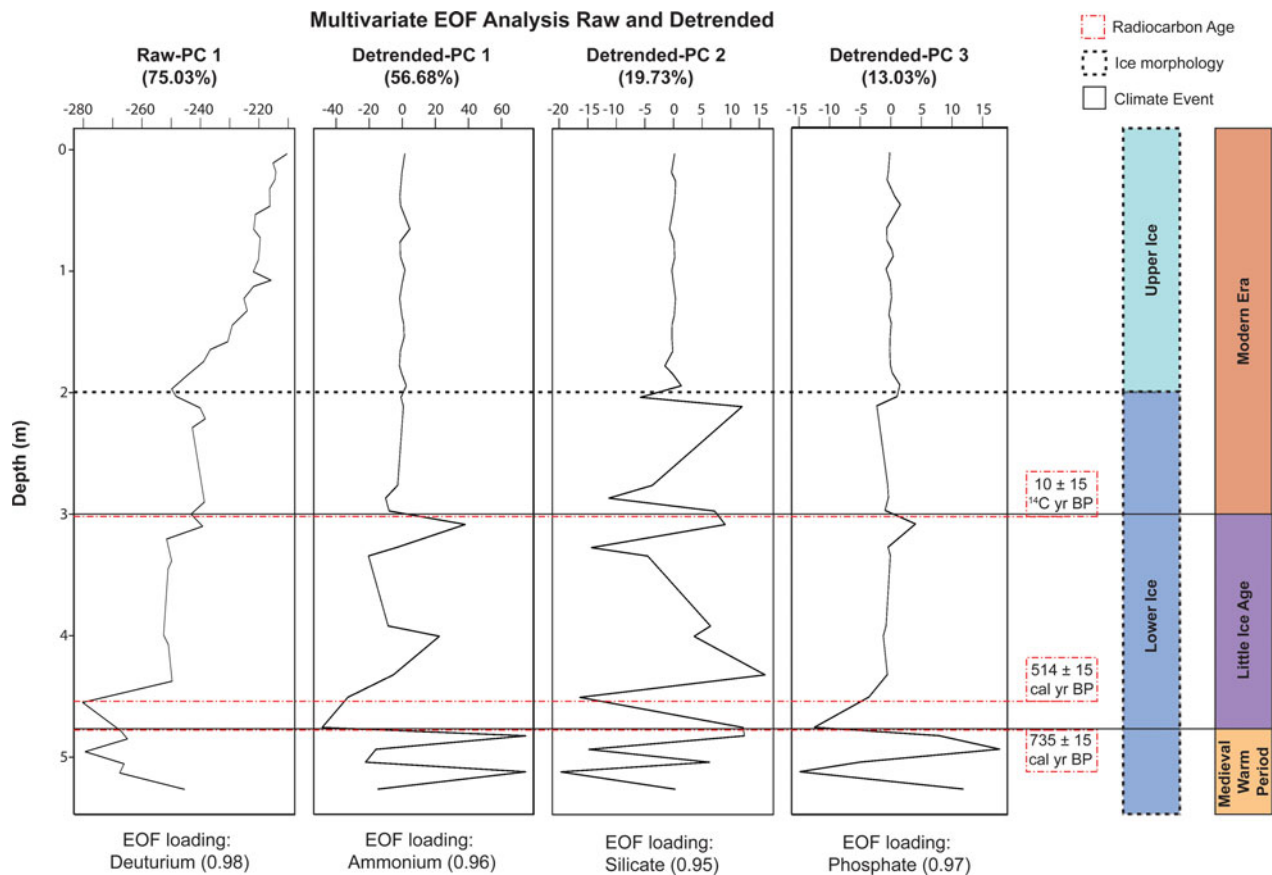 Multivariate EOF Analysis Raw and Detrended
Raw-PC 1
(75.03%)
Detrended-PC 1
(56.68%)
Detrended-PC 2
(19.73%)
Detrended-PC 3
(13.03%)
Radiocarbon Age
Ice morphology
Climate Event
-280 -260 -240 -220
-40 -20 0 20 40 60
-20 -15 -10 -5 0 5 10 15
-15 -10 -5 0 5 10 15
Depth (m)
0
1
2
3
4
5
10 ± 15
¹⁴C yr BP
514 ± 15
cal yr BP
735 ± 15
cal yr BP
Upper Ice
Lower Ice
Modern Era
Little Ice Age
Medieval
Warm
Period
EOF loading:
Deuturium (0.98)
EOF loading:
Ammonium (0.96)
EOF loading:
Silicate (0.95)
EOF loading:
Phosphate (0.97)